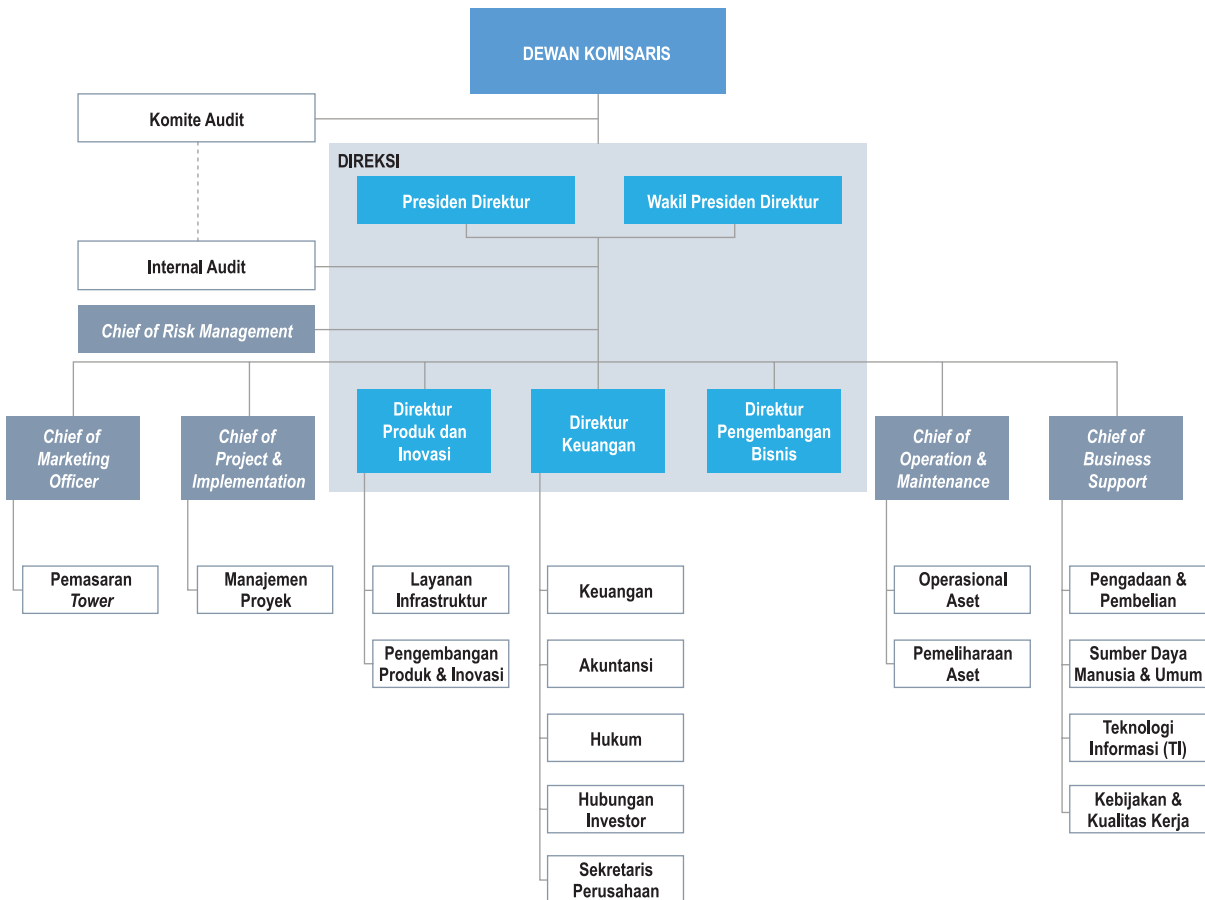 DEWAN KOMISARIS
Komite Audit
DIREKSI
Presiden Direktur
Wakil Presiden Direktur
Internal Audit
Chief of Risk Management
Chief of
Marketing
Officer
Chief of
Project &
Implementation
Direktur
Produk dan
Inovasi
Direktur
Keuangan
Direktur
Pengembangan
Bisnis
Chief of
Operation &
Maintenance
Chief of
Business
Support
Pemasaran
Tower
Manajemen
Proyek
Layanan
Infrastruktur
Pengembangan
Produk & Inovasi
Keuangan
Akuntansi
Hukum
Hubungan
Investor
Sekretaris
Perusahaan
Operasional
Aset
Pemeliharaan
Aset
Pengadaan &
Pembelian
Sumber Daya
Manusia & Umum
Teknologi
Informasi (TI)
Kebijakan &
Kualitas Kerja